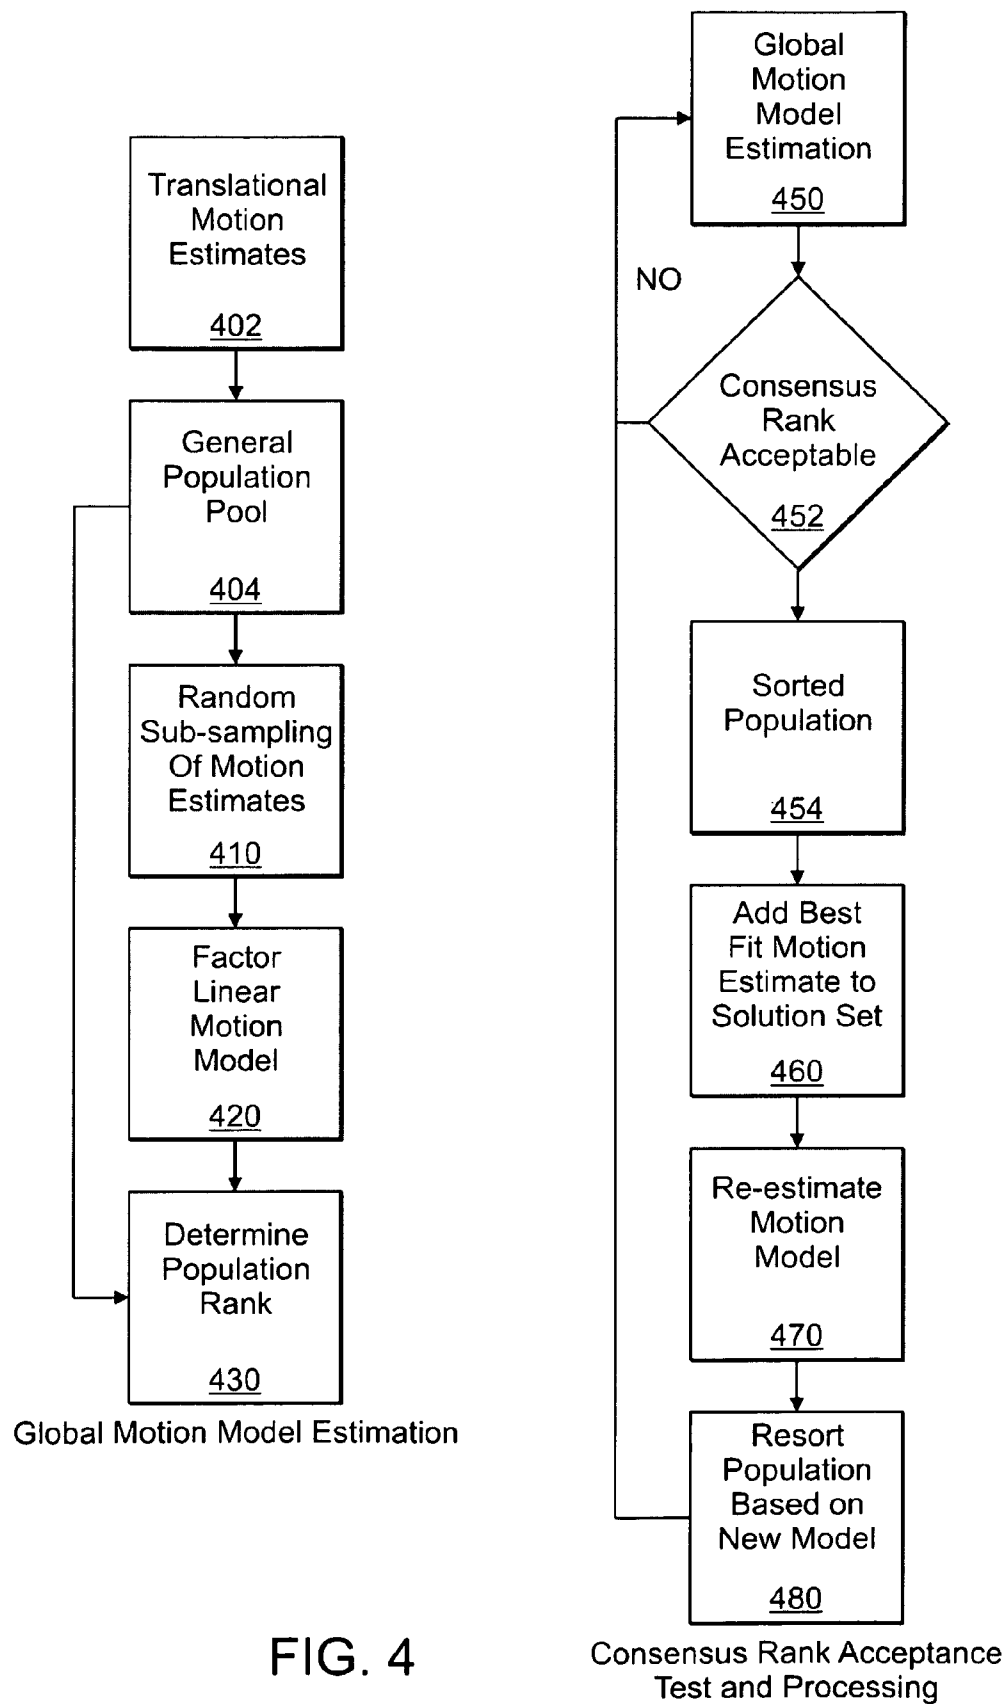 Translational
Motion
Estimates
402
General
Population
Pool
404
Random
Sub-sampling
Of Motion
Estimates
410
Factor
Linear
Motion
Model
420
Determine
Population
Rank
430
Global Motion Model Estimation
Global
Motion
Model
Estimation
450
NO
Consensus
Rank
Acceptable
452
Sorted
Population
454
Add Best
Fit Motion
Estimate to
Solution Set
460
Re-estimate
Motion
Model
470
Resort
Population
Based on
New Model
480
Consensus Rank Acceptance
Test and Processing
FIG. 4